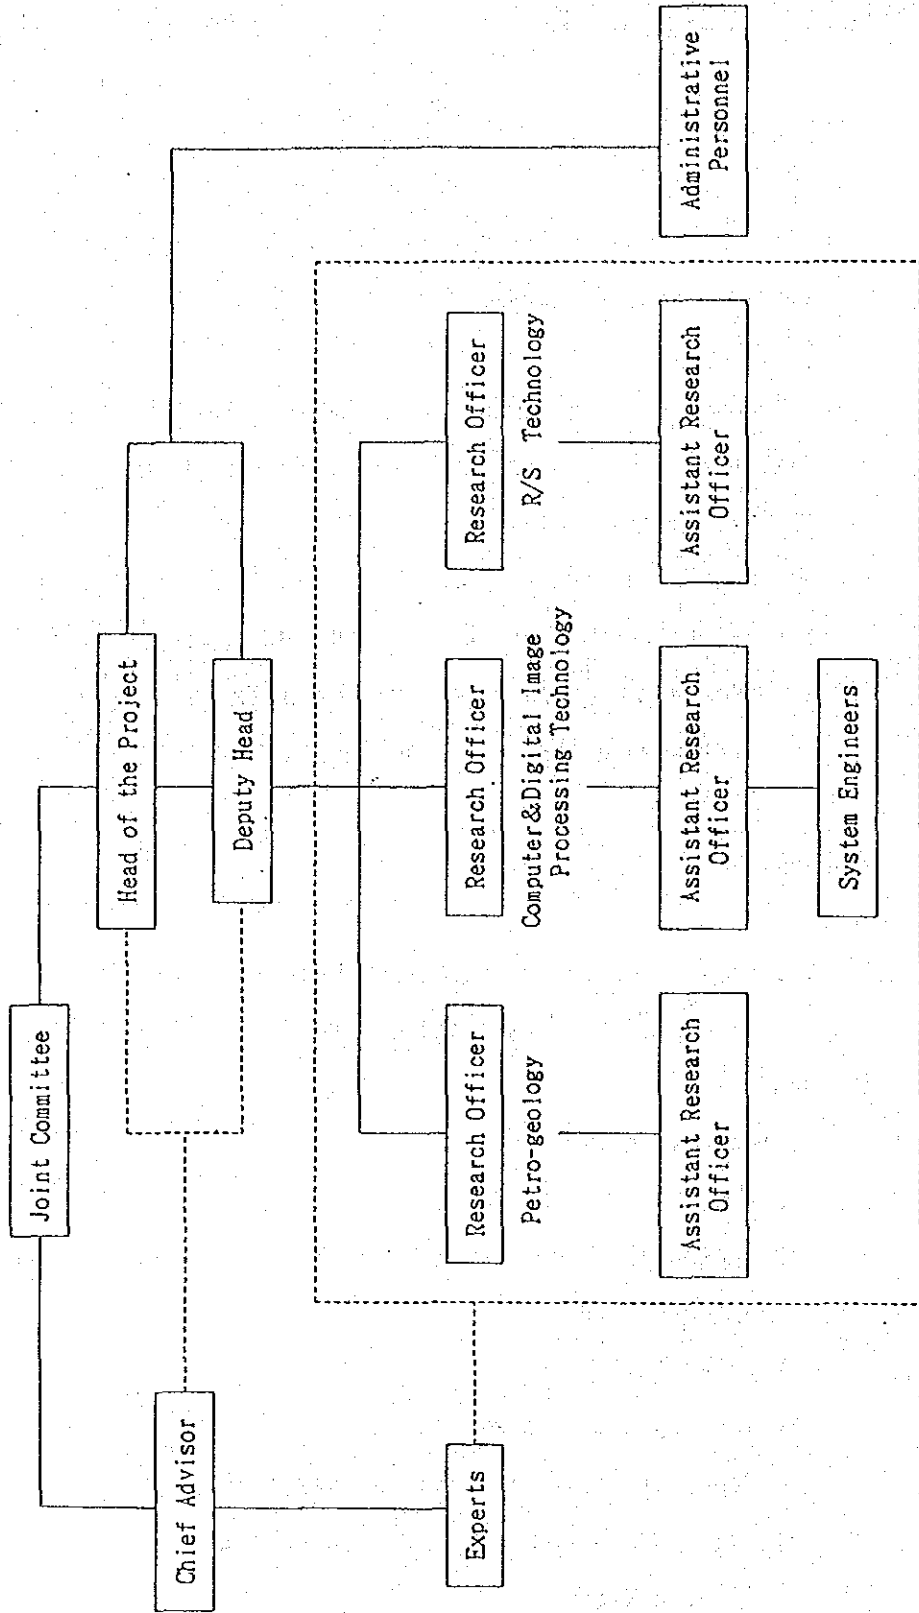 Joint Committee
Head of the Project
Chief Advisor
Deputy Head
Experts
Research Officer
Petro-geology
Research Officer
Computer&Digital Image
Processing Technology
Research Officer
R/S Technology
Assistant Research
Officer
Assistant Research
Officer
Assistant Research
Officer
Administrative
Personnel
System Engineers